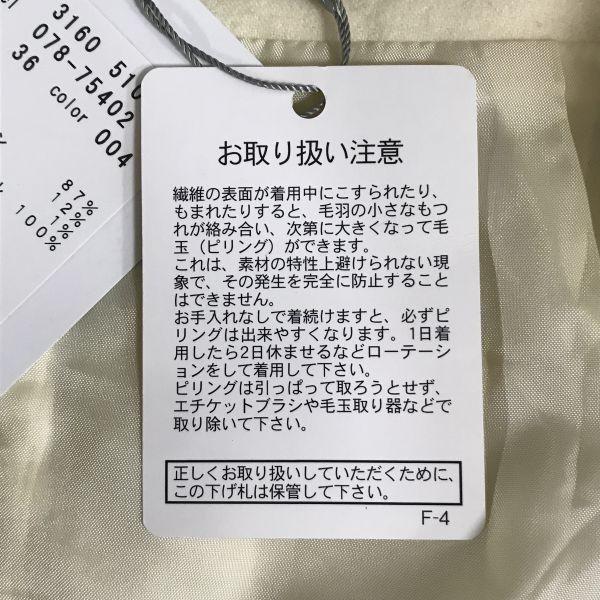 3160 510
078-75402
36 color 004
87%
12%
1%
100%
お取り扱い注意
繊維の表面が着用中にこすられたり、
もまれたりすると、毛羽の小さなもつ
れが絡み合い、次第に大きくなって毛
玉（ピリング）ができます。
これは、素材の特性上避けられない現
象で、その発生を完全に防止すること
はできません。
お手入れなしで着続けますと、必ずピ
リングは出来やすくなります。1日着
用したら2日休ませるなどローテーショ
ンをして着用して下さい。
ピリングは引っぱって取ろうとせず、
エチケットブラシや毛玉取り器などで
取り除いて下さい。
正しくお取り扱いしていただくために、
この下げ札は保管して下さい。
F-4